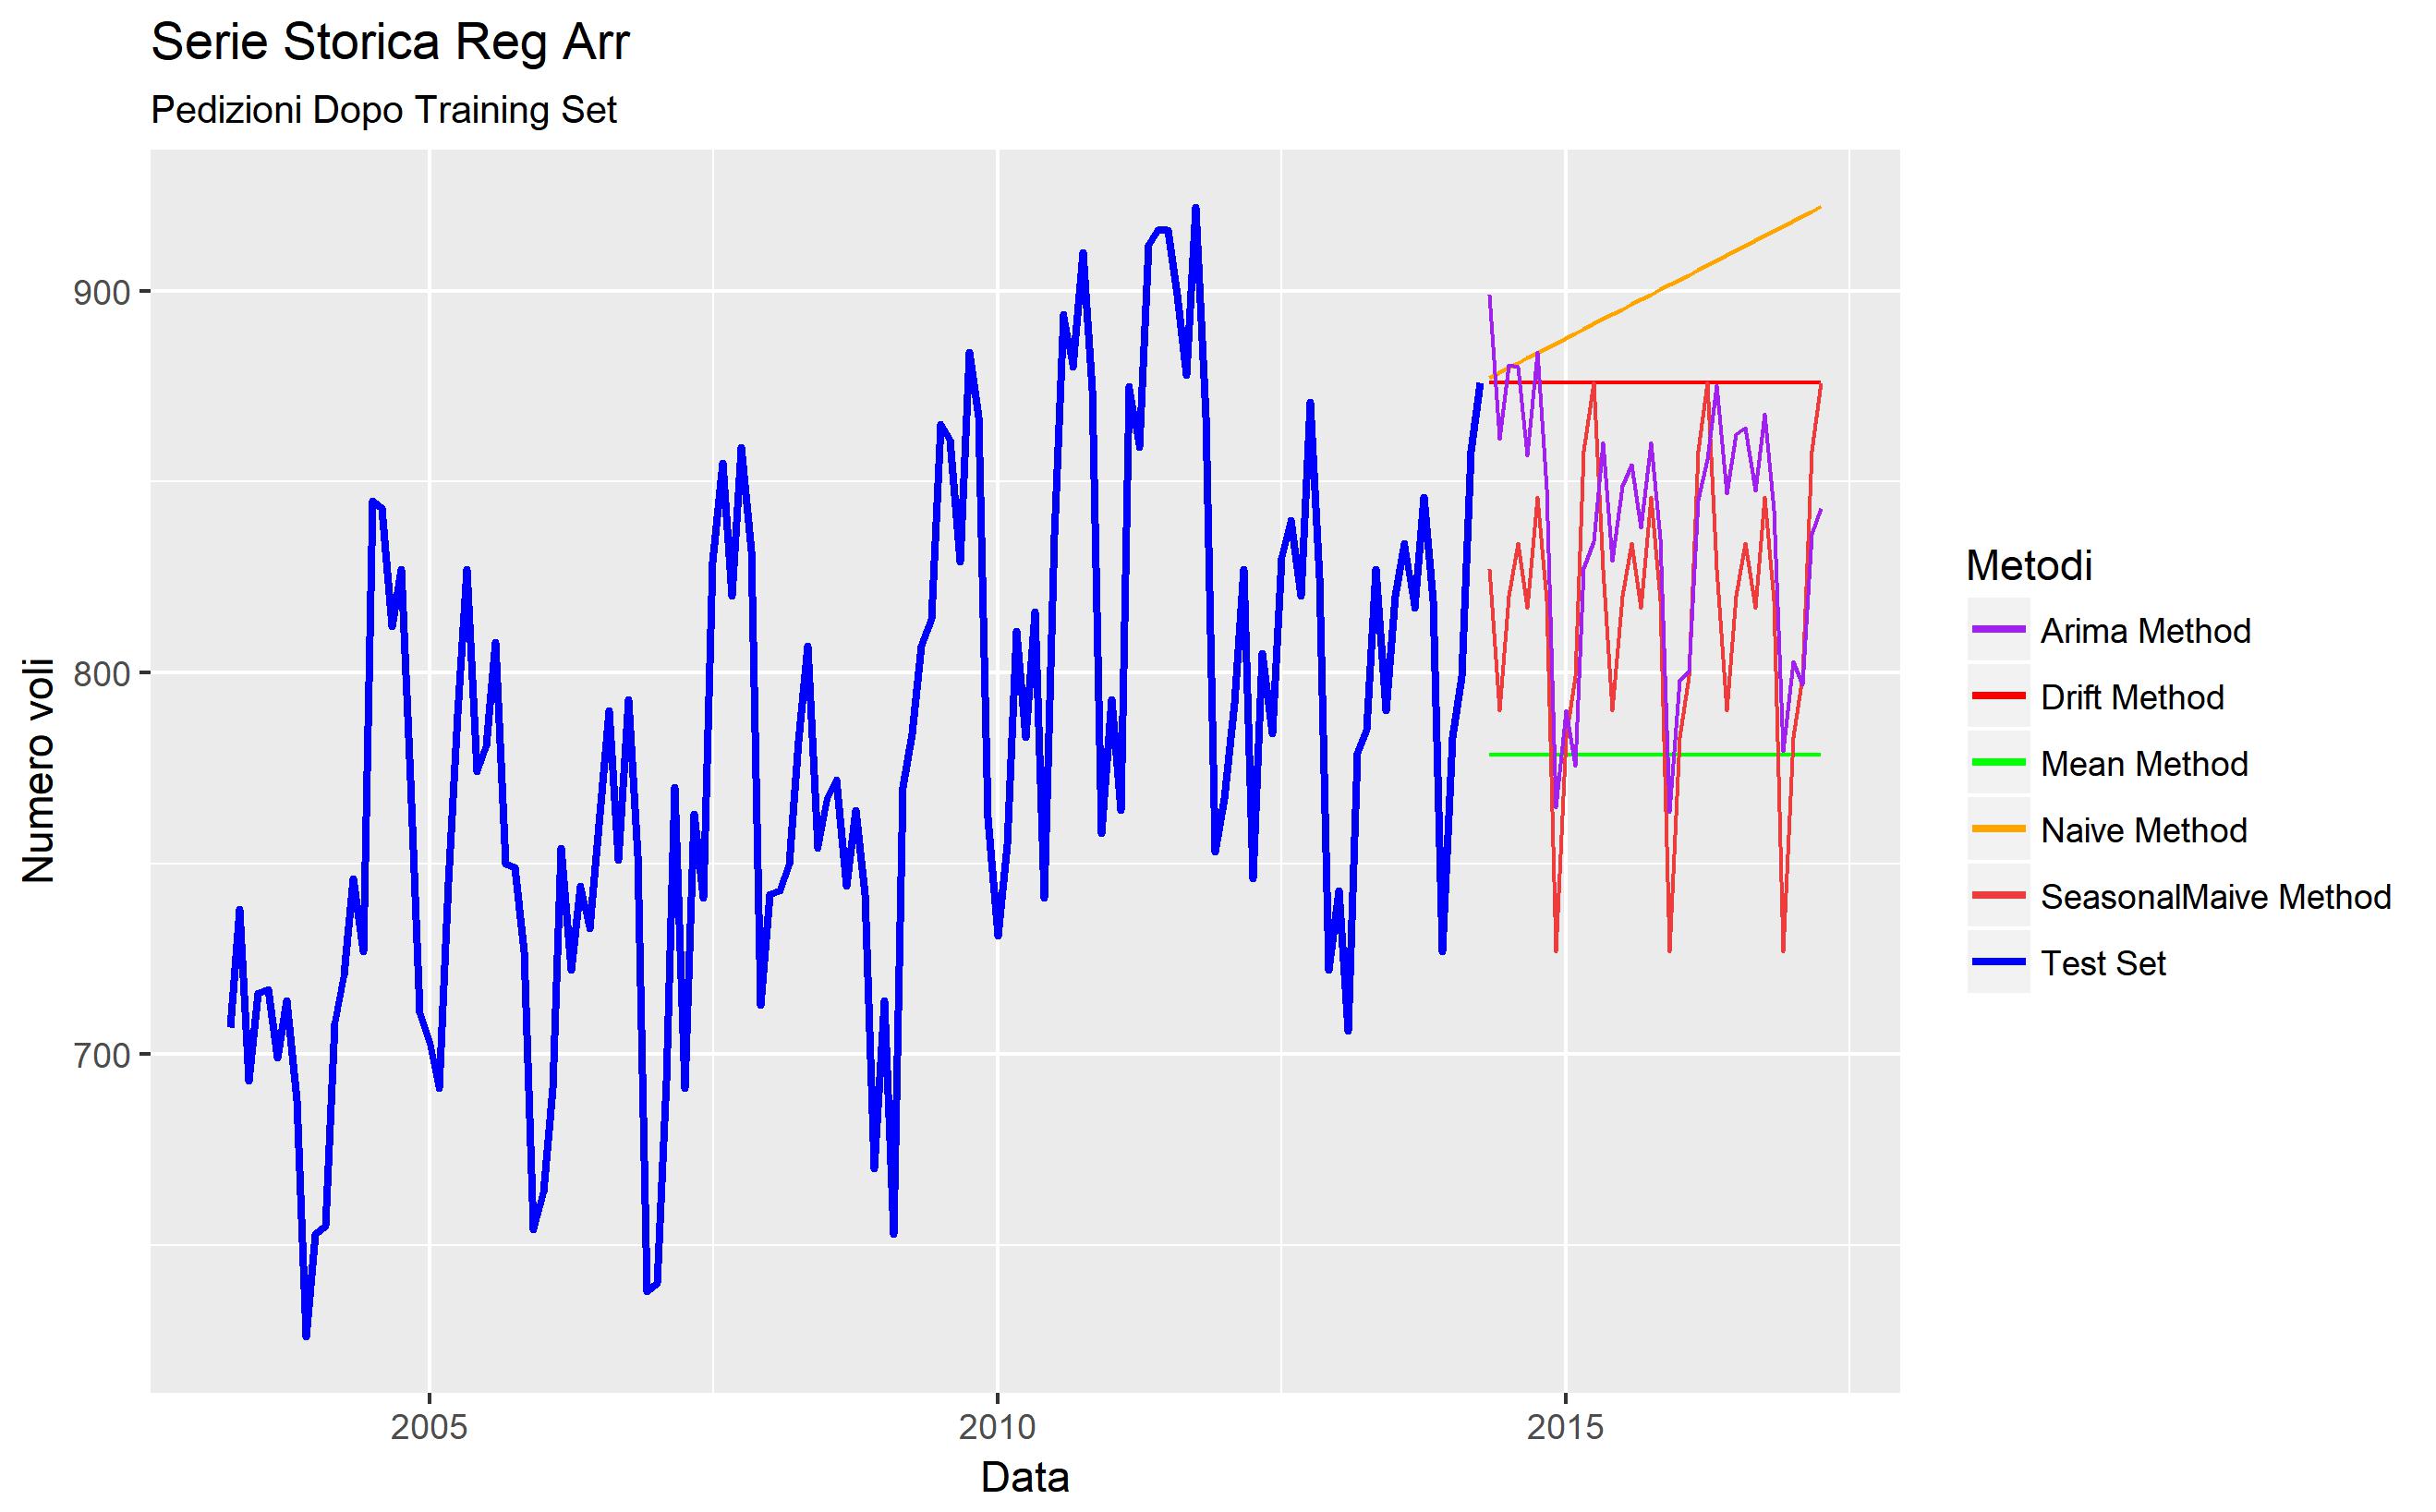 Serie Storica Reg Arr
Pedizioni Dopo Training Set
Numero voli
900
800
700
2005
2010
2015
Data
Metodi
Arima Method
Drift Method
Mean Method
Naive Method
SeasonalMaive Method
Test Set